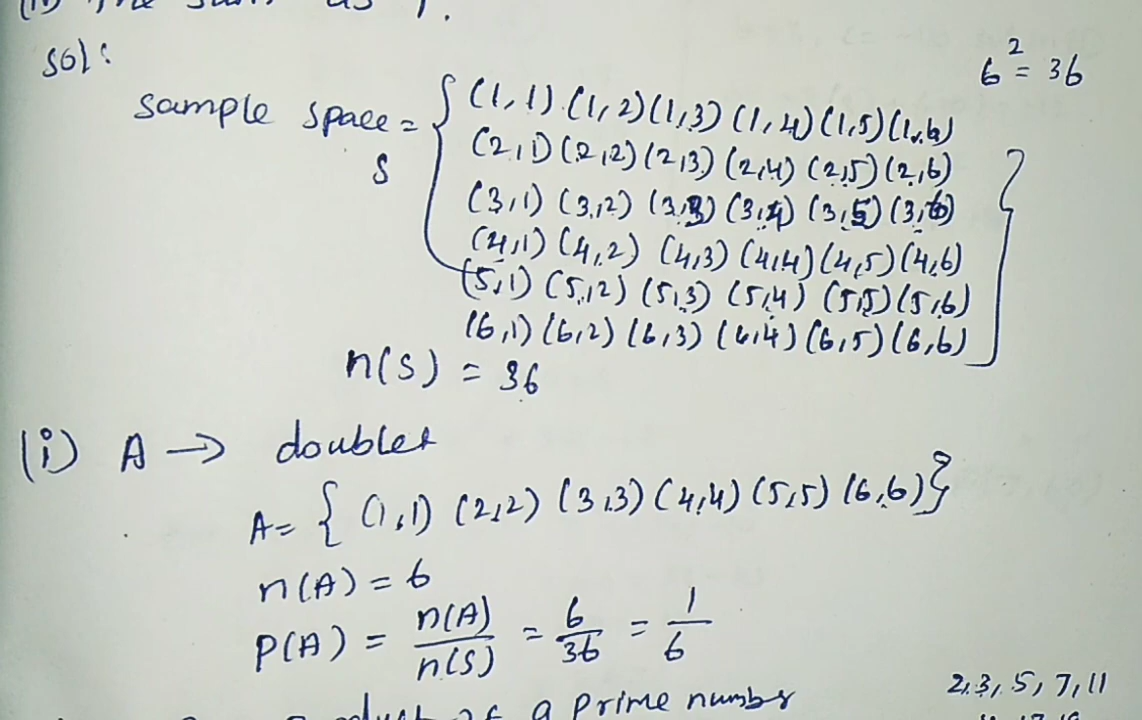 (iv) The sum as 1.
sol:
6² = 36
Sample space = { (1,1) (1,2) (1,3) (1,4) (1,5) (1,6)
S
(2,1) (2,2) (2,3) (2,4) (2,5) (2,6)
(3,1) (3,2) (3,3) (3,4) (3,5) (3,6)
(4,1) (4,2) (4,3) (4,4) (4,5) (4,6)
(5,1) (5,2) (5,3) (5,4) (5,5) (5,6)
(6,1) (6,2) (6,3) (6,4) (6,5) (6,6) }
n(S) = 36
(i) A → doublet
A = { (1,1) (2,2) (3,3) (4,4) (5,5) (6,6) }
n(A) = 6
P(A) = n(A)/n(S) = 6/36 = 1/6
2,3,5,7,11
a prime number